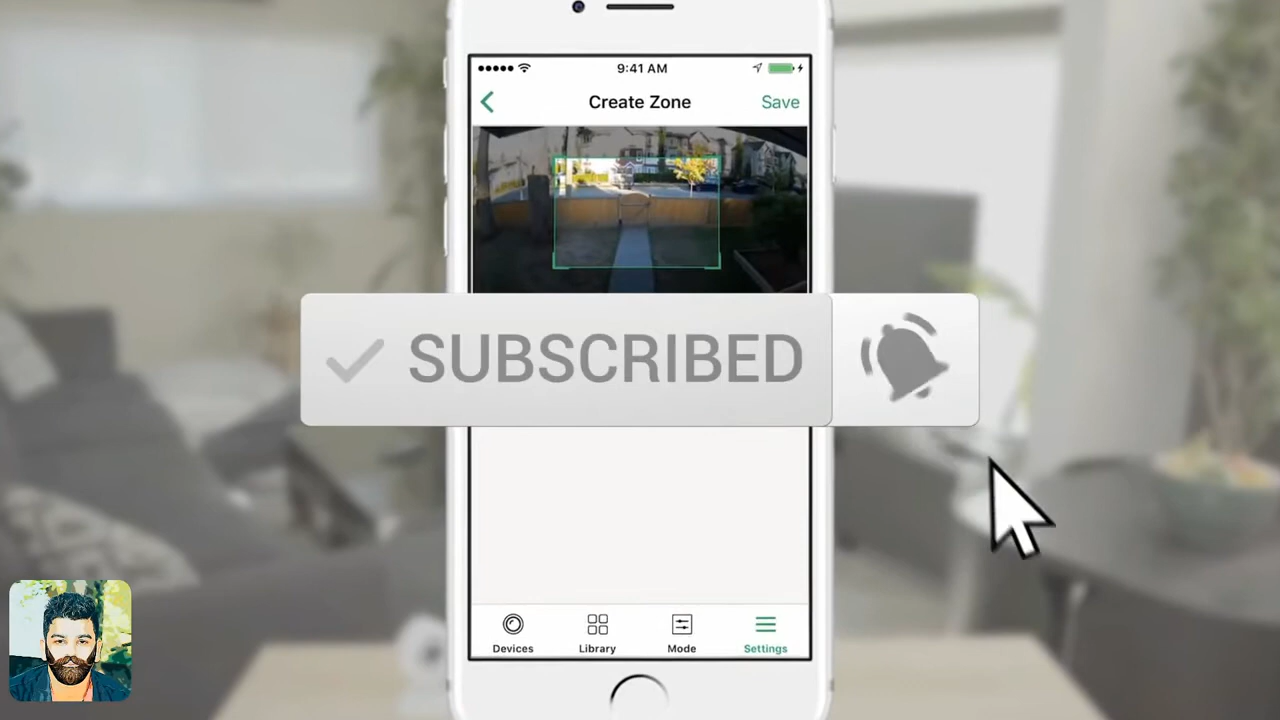 9:41 AM
Create Zone
Save
SUBSCRIBED
Devices
Library
Mode
Settings